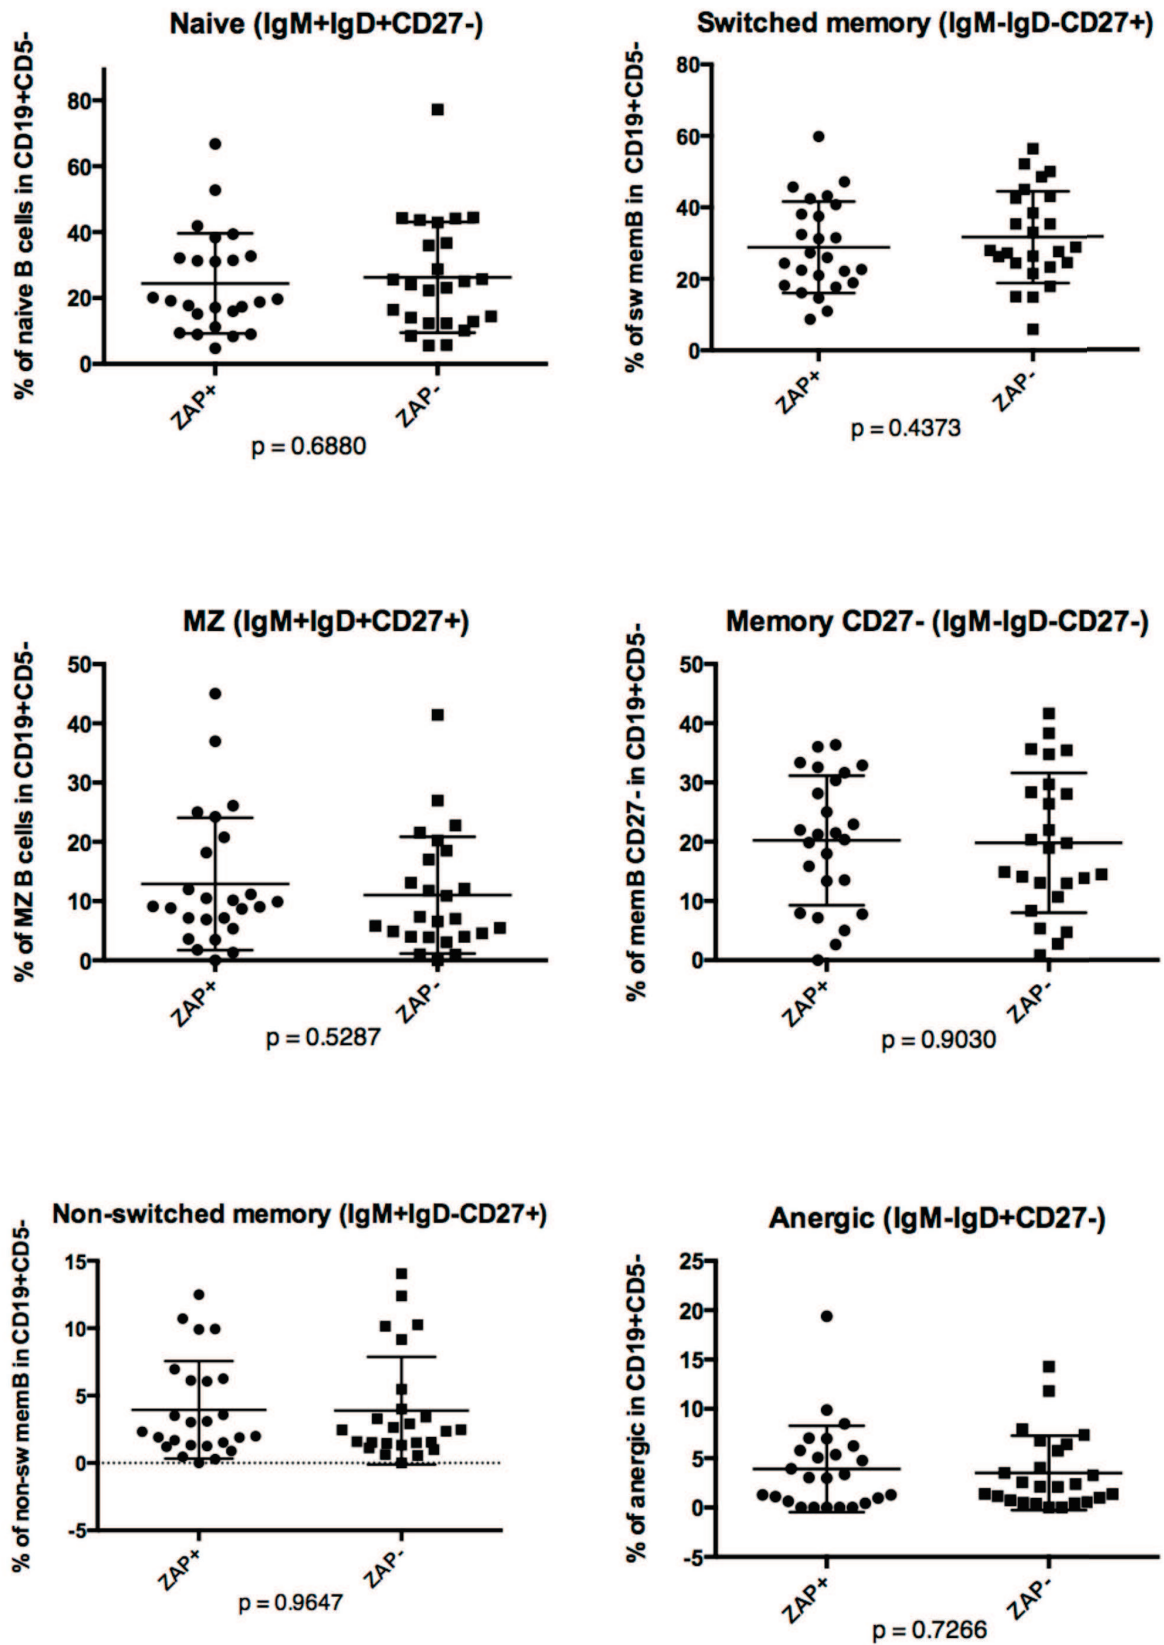 Naive (IgM+IgD+CD27-)
% of naive B cells in CD19+CD5-
80
60
40
20
0
ZAP+
ZAP-
p = 0.6880
Switched memory (IgM-IgD-CD27+)
% of sw memB in CD19+CD5-
80
60
40
20
0
ZAP+
ZAP-
p = 0.4373
MZ (IgM+IgD+CD27+)
% of MZ B cells in CD19+CD5-
50
40
30
20
10
0
ZAP+
ZAP-
p = 0.5287
Memory CD27- (IgM-IgD-CD27-)
% of memB CD27- in CD19+CD5-
50
40
30
20
10
0
ZAP+
ZAP-
p = 0.9030
Non-switched memory (IgM+IgD-CD27+)
% of non-sw memB in CD19+CD5-
15
10
5
0
-5
ZAP+
ZAP-
p = 0.9647
Anergic (IgM-IgD+CD27-)
% of anergic in CD19+CD5-
25
20
15
10
5
0
-5
ZAP+
ZAP-
p = 0.7266